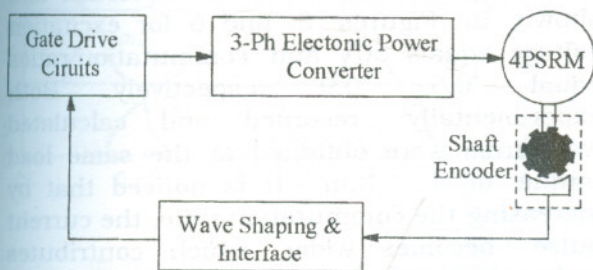 Gate Drive
Ciruits
3-Ph Electonic Power
Converter
4PSRM
Shaft
Encoder
Wave Shaping &
Interface